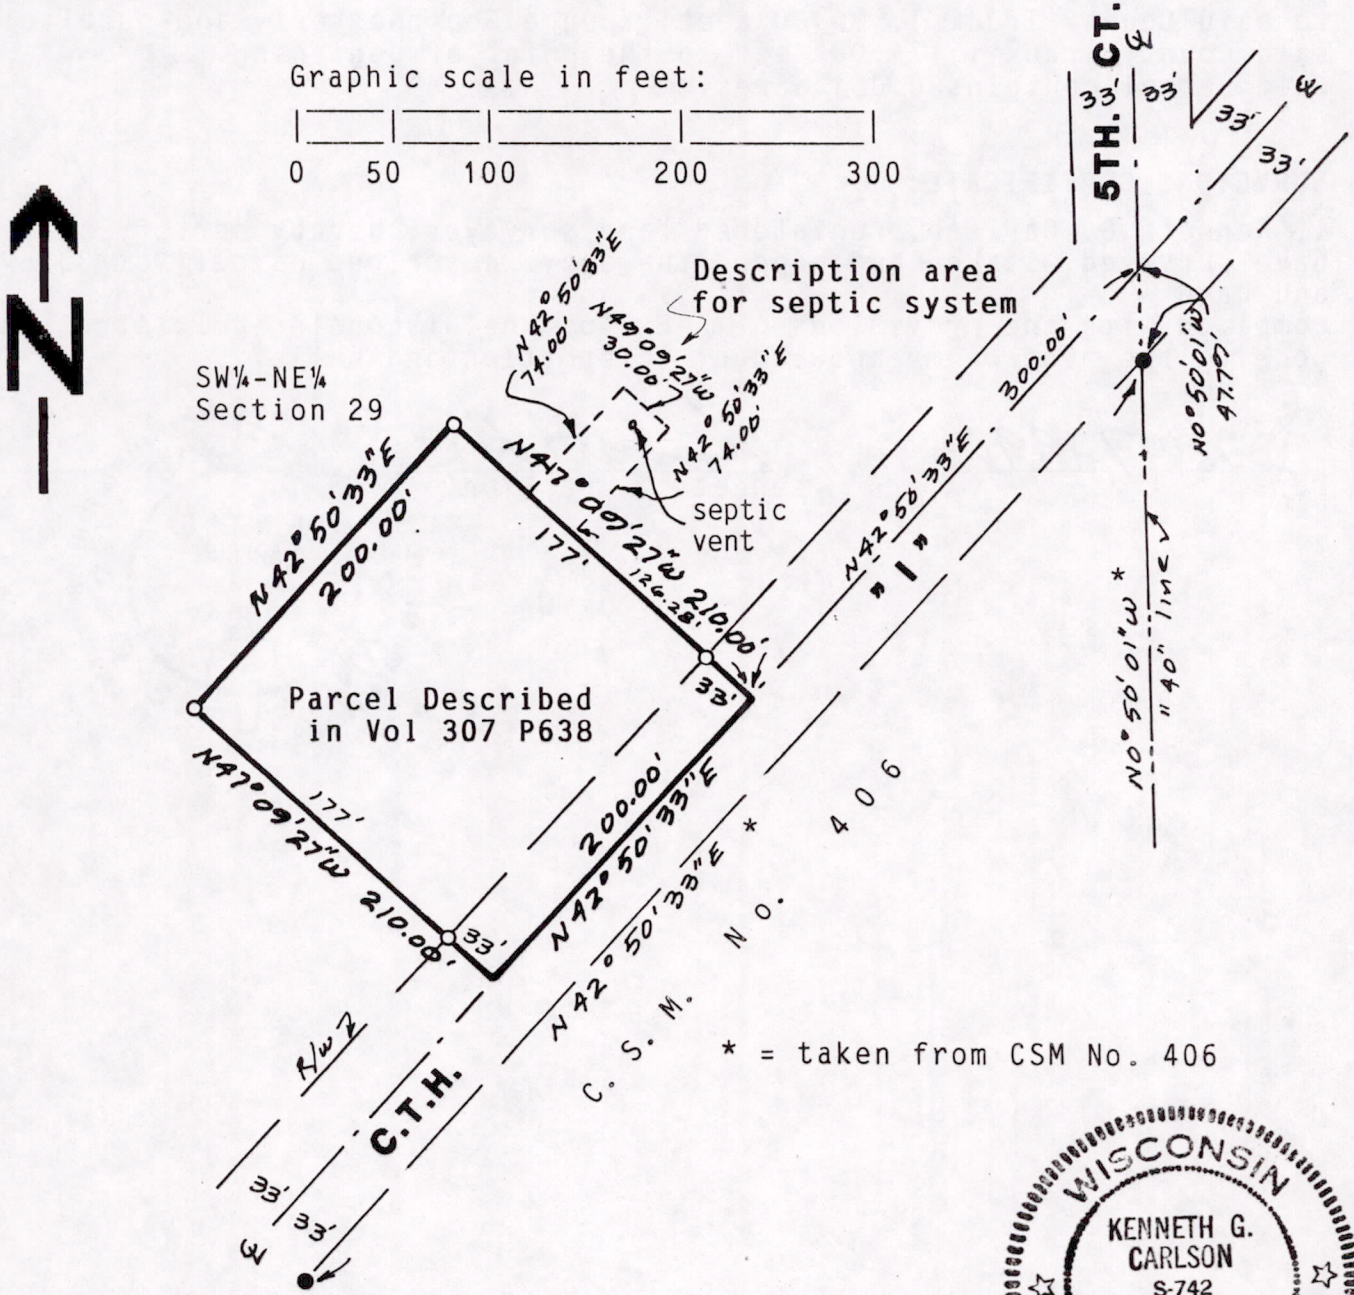 Graphic scale in feet:
0 50 100 200 300
5TH. CT.
33' 33'
33'
33'
N
Description area
for septic system
N42°50'33"E
74.00'
N49°09'27"W
30.00'
N42°50'33"E
74.00'
SW¼-NE¼
Section 29
N42°50'33"E
200.00'
177'
126.28'
210.00'
septic
vent
300.00'
N42°50'33"E
"I"
N0°50'01"W
47.79'
N0°50'01"W *
"40" line
33'
Parcel Described
in Vol 307 P638
177'
N47°09'27"W 210.00'
33'
200.00'
N42°50'33"E
N42°50'33"E *
C. S. M. NO. 406
R/W
C.T.H.
33'
33'
* = taken from CSM No. 406
WISCONSIN
KENNETH G.
CARLSON
S-742